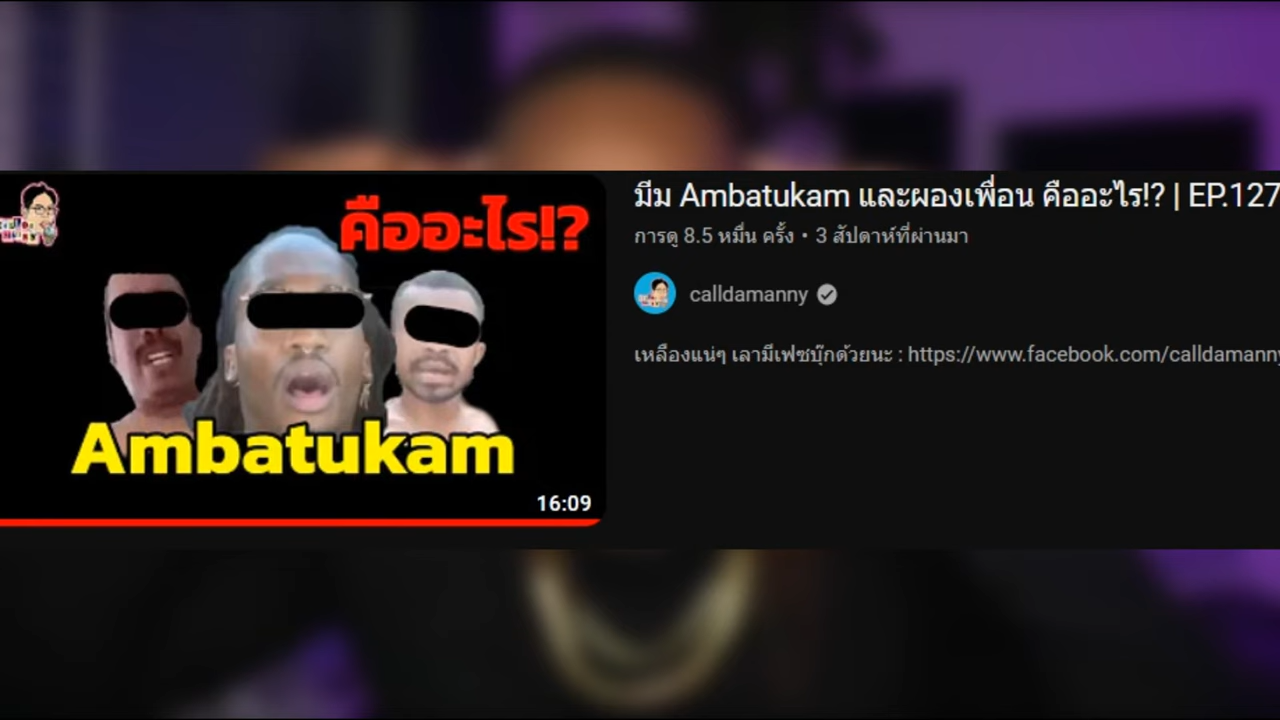 คืออะไร!?
Ambatukam
16:09
มีม Ambatukam และผองเพื่อน คืออะไร!? | EP.127
การดู 8.5 หมื่น ครั้ง • 3 สัปดาห์ที่ผ่านมา
calldamanny
เหลืองแน่ๆ เลามีเฟซบุ๊กด้วยนะ : https://www.facebook.com/calldamanny